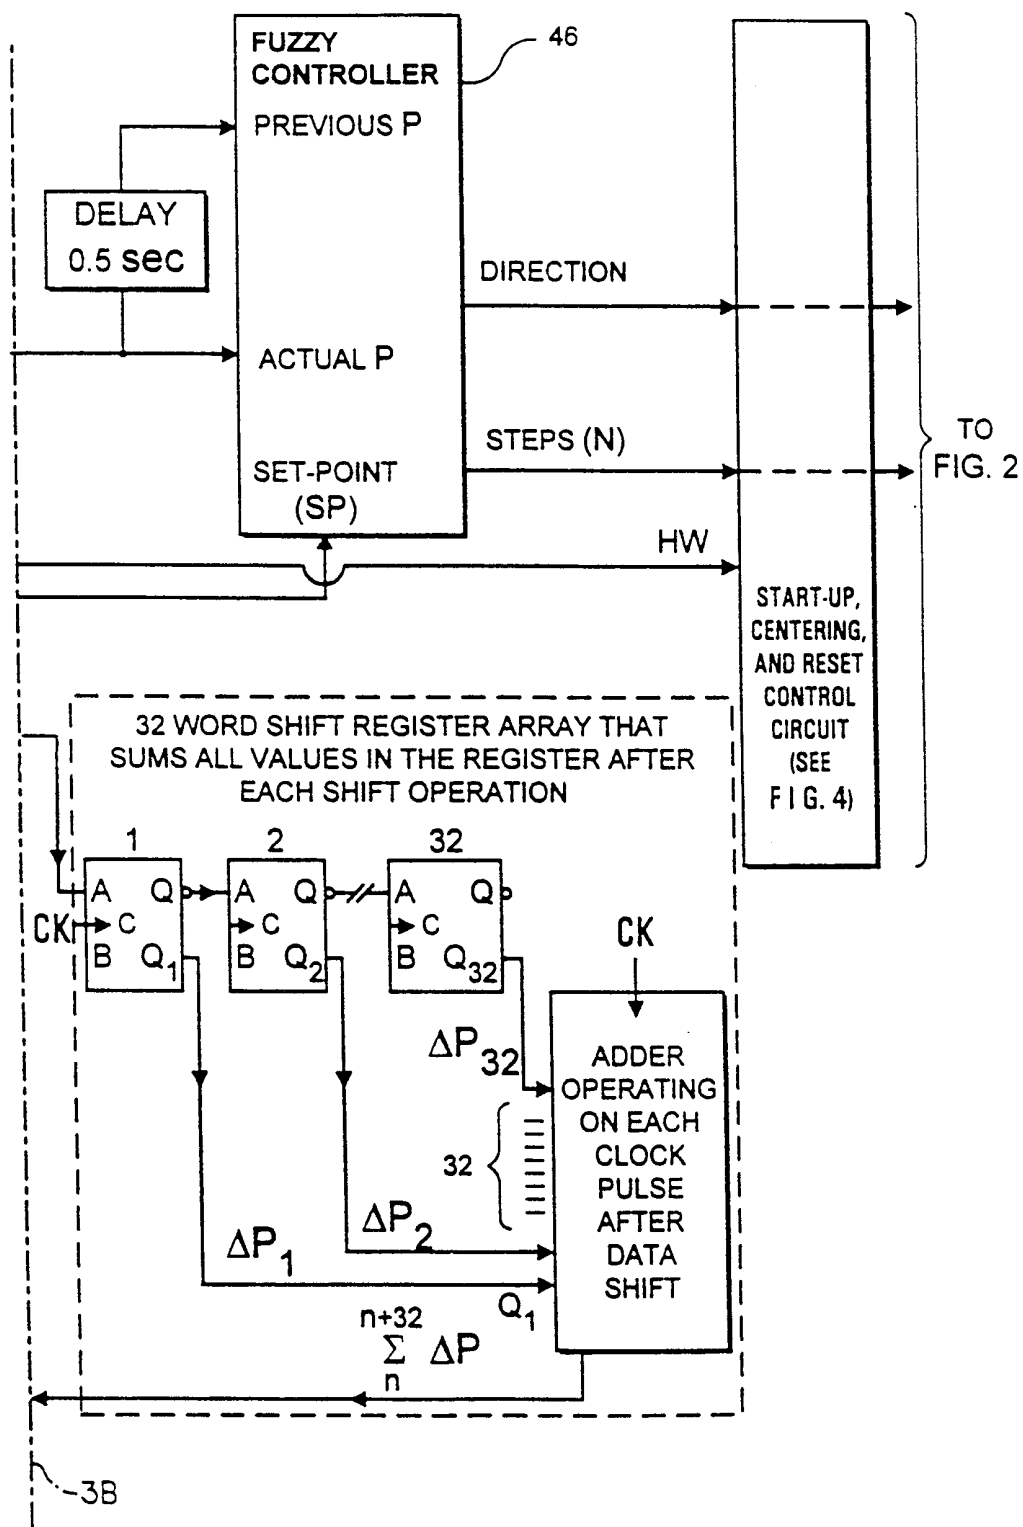 FUZZY
CONTROLLER
46
PREVIOUS P
DELAY
0.5 sec
DIRECTION
ACTUAL P
STEPS (N)
TO
FIG. 2
SET-POINT
(SP)
HW
START-UP,
CENTERING,
AND RESET
CONTROL
CIRCUIT
(SEE
FIG. 4)
32 WORD SHIFT REGISTER ARRAY THAT
SUMS ALL VALUES IN THE REGISTER AFTER
EACH SHIFT OPERATION
1 2 32
A Q A Q A Q
CK C C C
B Q1 B Q2 B Q32
CK
ΔP32
ADDER
OPERATING
ON EACH
CLOCK
PULSE
AFTER
DATA
SHIFT
32
ΔP2
ΔP1
Q1
n+32
Σ ΔP
n
3B